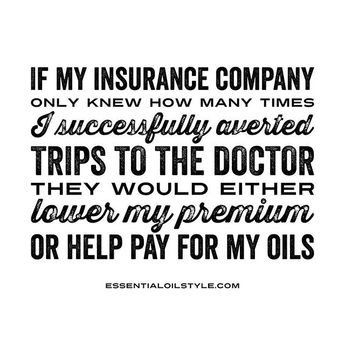 IF MY INSURANCE COMPANY
ONLY KNEW HOW MANY TIMES
I successfully averted
TRIPS TO THE DOCTOR
THEY WOULD EITHER
lower my premium
OR HELP PAY FOR MY OILS
ESSENTIALOILSTYLE.COM